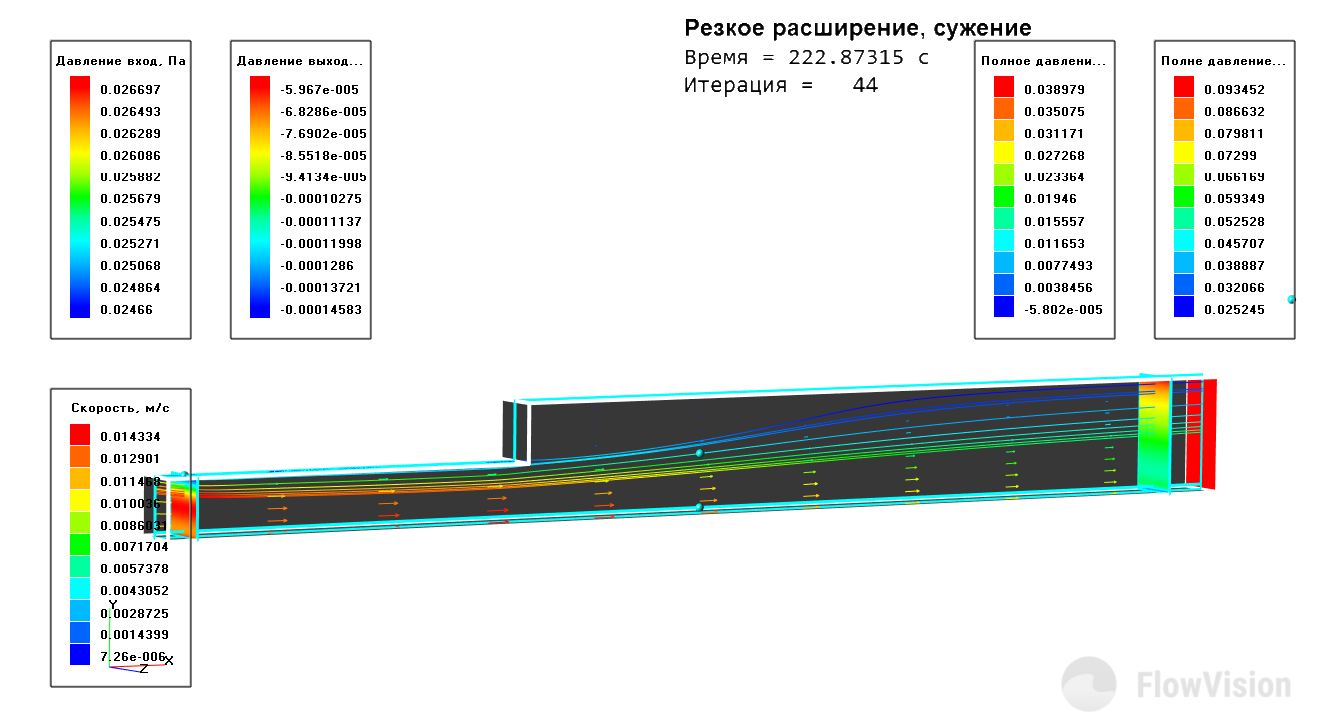 Резкое расширение, сужение
Время = 222.87315 с
Итерация = 44
Давление вход, Па
0.026697
0.026493
0.026289
0.026086
0.025882
0.025679
0.025475
0.025271
0.025068
0.024864
0.02466
Давление выход...
-5.967e-005
-6.8286e-005
-7.6902e-005
-8.5518e-005
-9.4134e-005
-0.00010275
-0.00011137
-0.00011998
-0.0001286
-0.00013721
-0.00014583
Полное давлени...
0.038979
0.035075
0.031171
0.027268
0.023364
0.01946
0.015557
0.011653
0.0077493
0.0038456
-5.802e-005
Полне давление...
0.093452
0.086632
0.079811
0.07299
0.066169
0.059349
0.052528
0.045707
0.038887
0.032066
0.025245
Скорость, м/с
0.014334
0.012901
0.011468
0.010036
0.0086031
0.0071704
0.0057378
0.0043052
0.0028725
0.0014399
7.26e-006
Y
X
Z
FlowVision